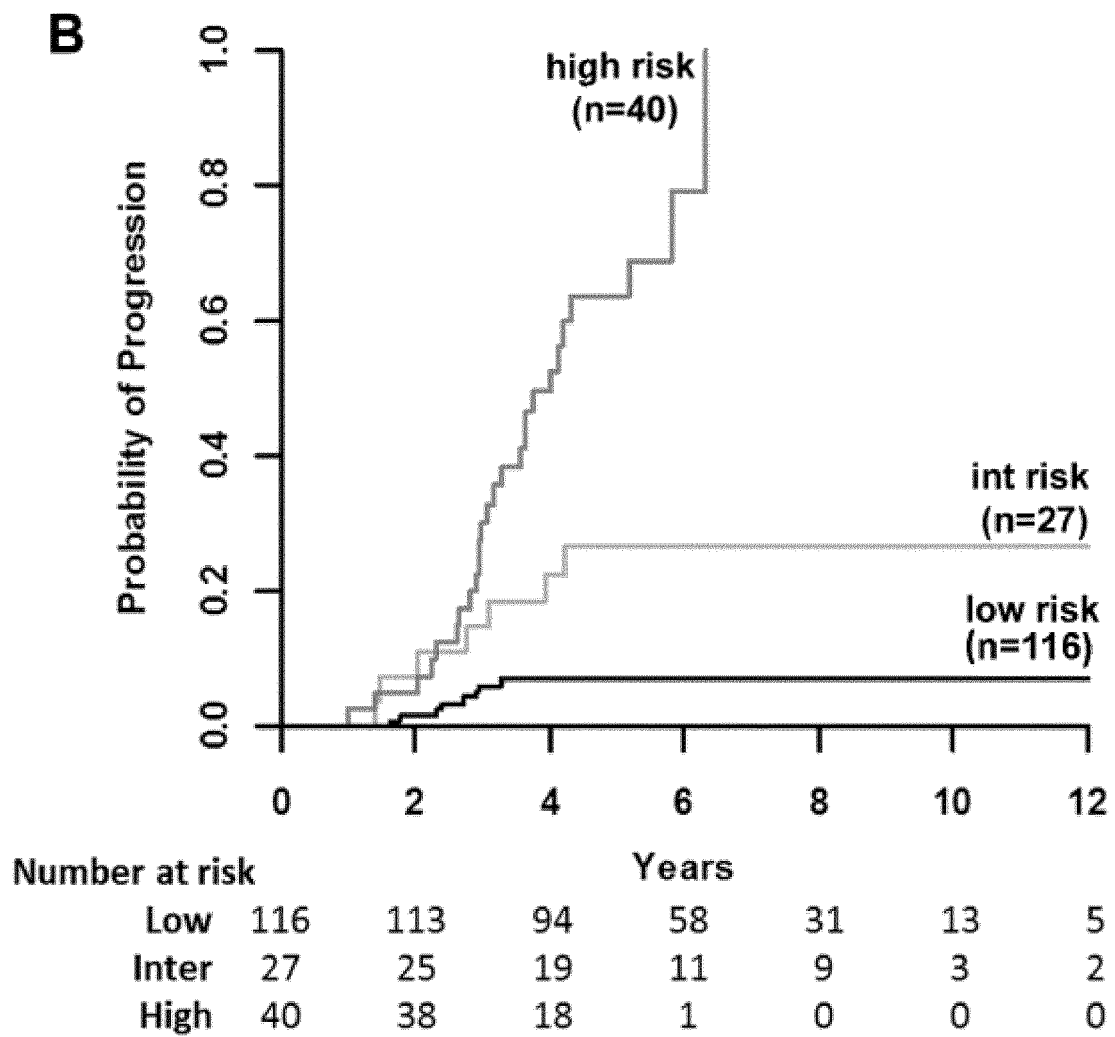 B
1.0
0.8
0.6
0.4
0.2
0.0
Probability of Progression
high risk
(n=40)
int risk
(n=27)
low risk
(n=116)
0 2 4 6 8 10 12
Years
Number at risk
Low 116 113 94 58 31 13 5
Inter 27 25 19 11 9 3 2
High 40 38 18 1 0 0 0